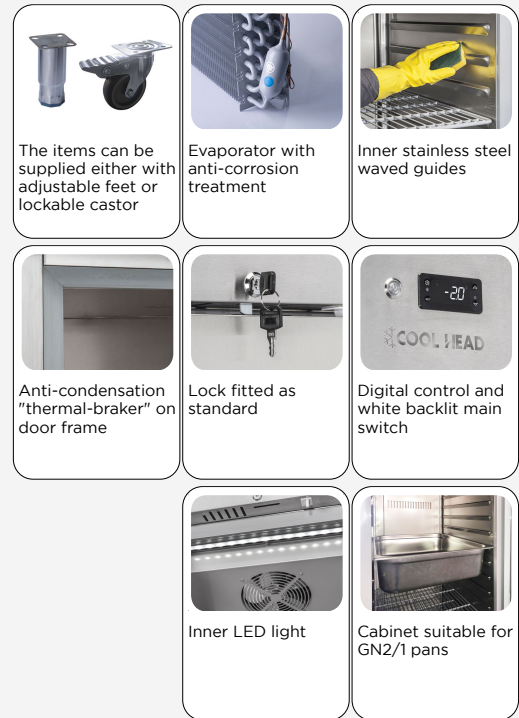 The items can be
supplied either with
adjustable feet or
lockable castor
Evaporator with
anti-corrosion
treatment
Inner stainless steel
waved guides
Anti-condensation
"thermal-braker" on
door frame
Lock fitted as
standard
-2.0
COOL HEAD
Digital control and
white backlit main
switch
Inner LED light
Cabinet suitable for
GN2/1 pans